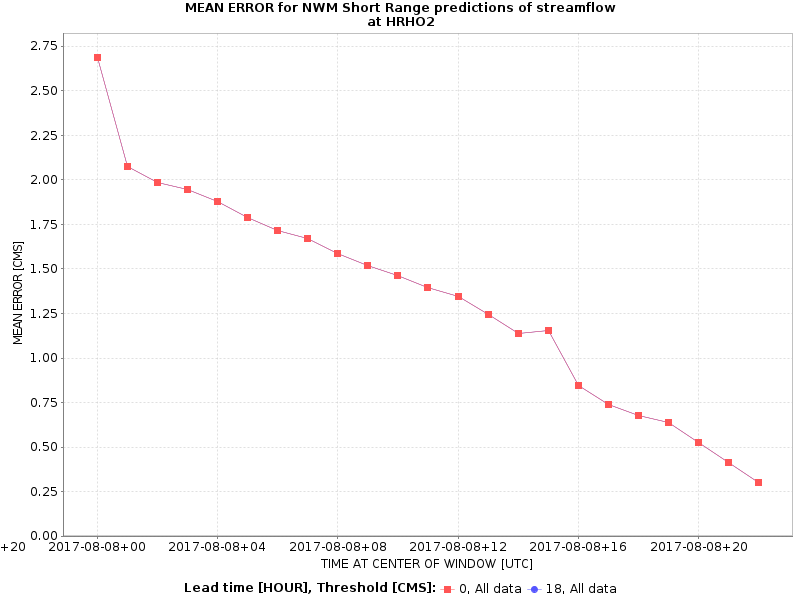 MEAN ERROR for NWM Short Range predictions of streamflow
at HRHO2
2.75
2.50
2.25
2.00
1.75
1.50
1.25
1.00
0.75
0.50
0.25
0.00
MEAN ERROR [CMS]
+20 2017-08-08+00 2017-08-08+04 2017-08-08+08 2017-08-08+12 2017-08-08+16 2017-08-08+20
TIME AT CENTER OF WINDOW [UTC]
Lead time [HOUR], Threshold [CMS]: 0, All data 18, All data